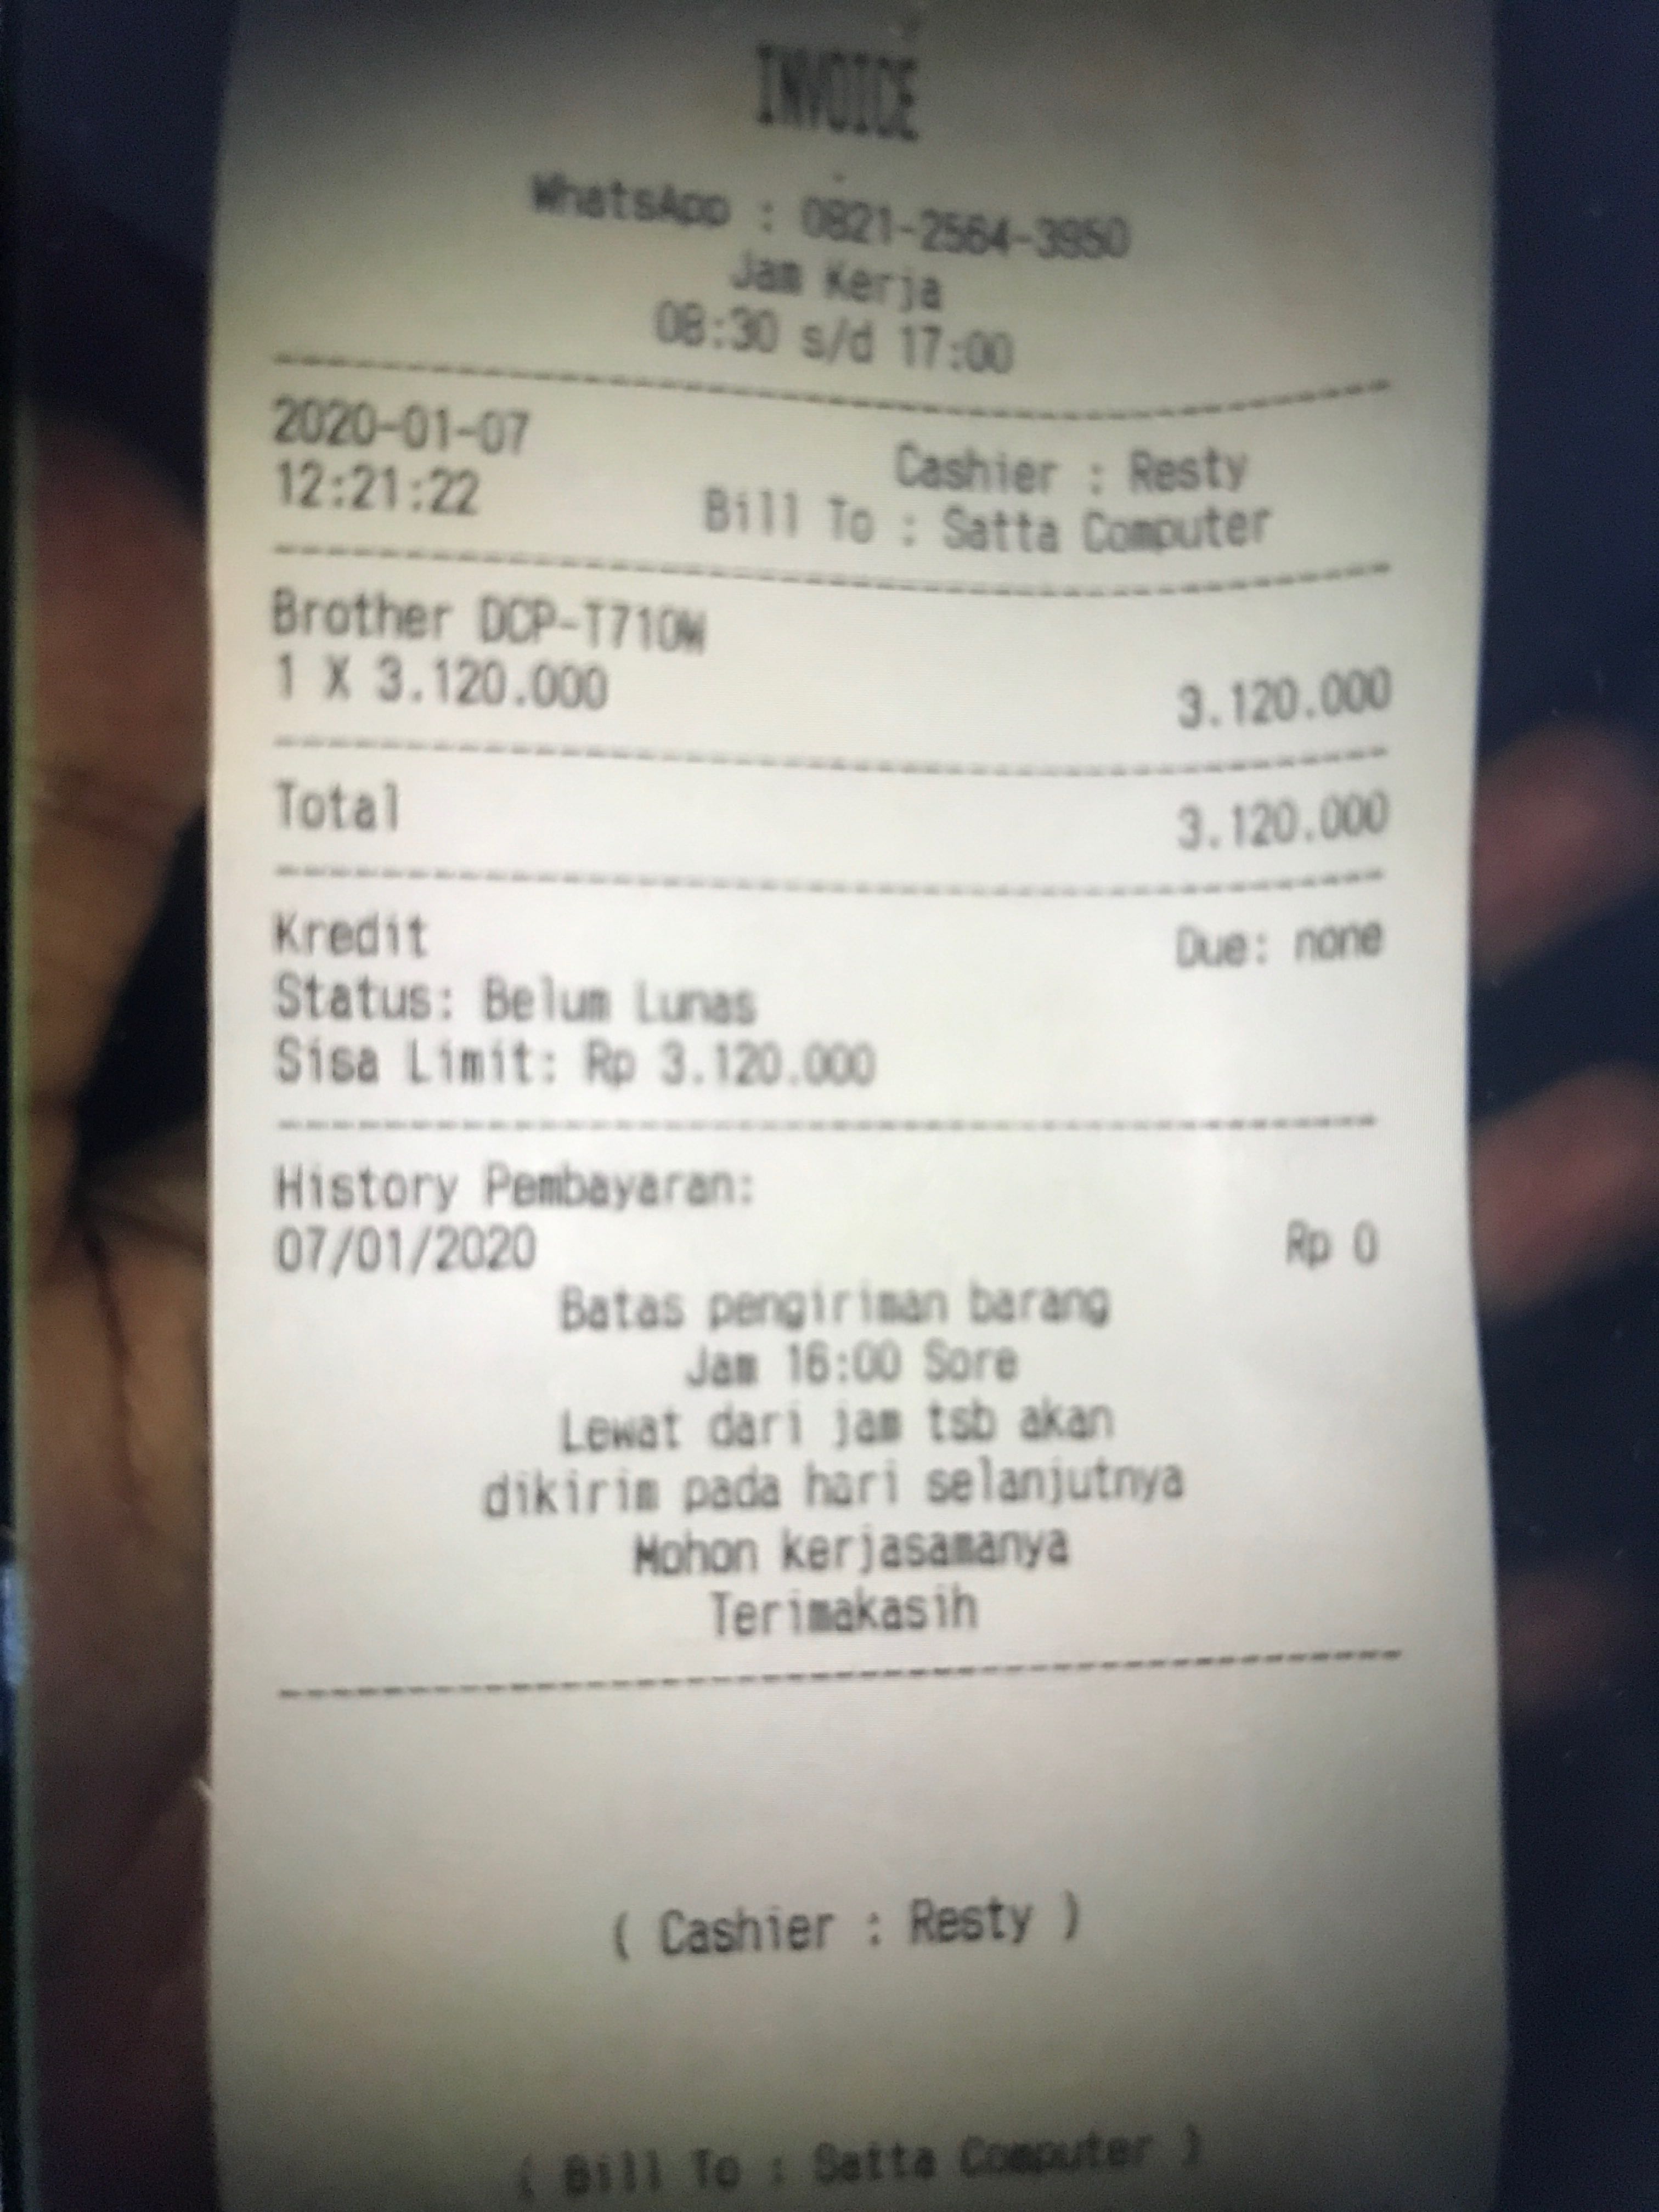 INVOICE
WhatsApp : 0821-2564-3950
Jam Kerja
08:30 s/d 17:00
2020-01-07
12:21:22
Cashier : Resty
Bill To : Satta Computer
Brother DCP-T710W
1 X 3.120.000 3.120.000
Total 3.120.000
Kredit Due: none
Status: Belum Lunas
Sisa Limit: Rp 3.120.000
History Pembayaran:
07/01/2020 Rp 0
Batas pengiriman barang
Jam 16:00 Sore
Lewat dari jam tsb akan
dikirim pada hari selanjutnya
Mohon kerjasamanya
Terimakasih
( Cashier : Resty )
( Bill To : Satta Computer )